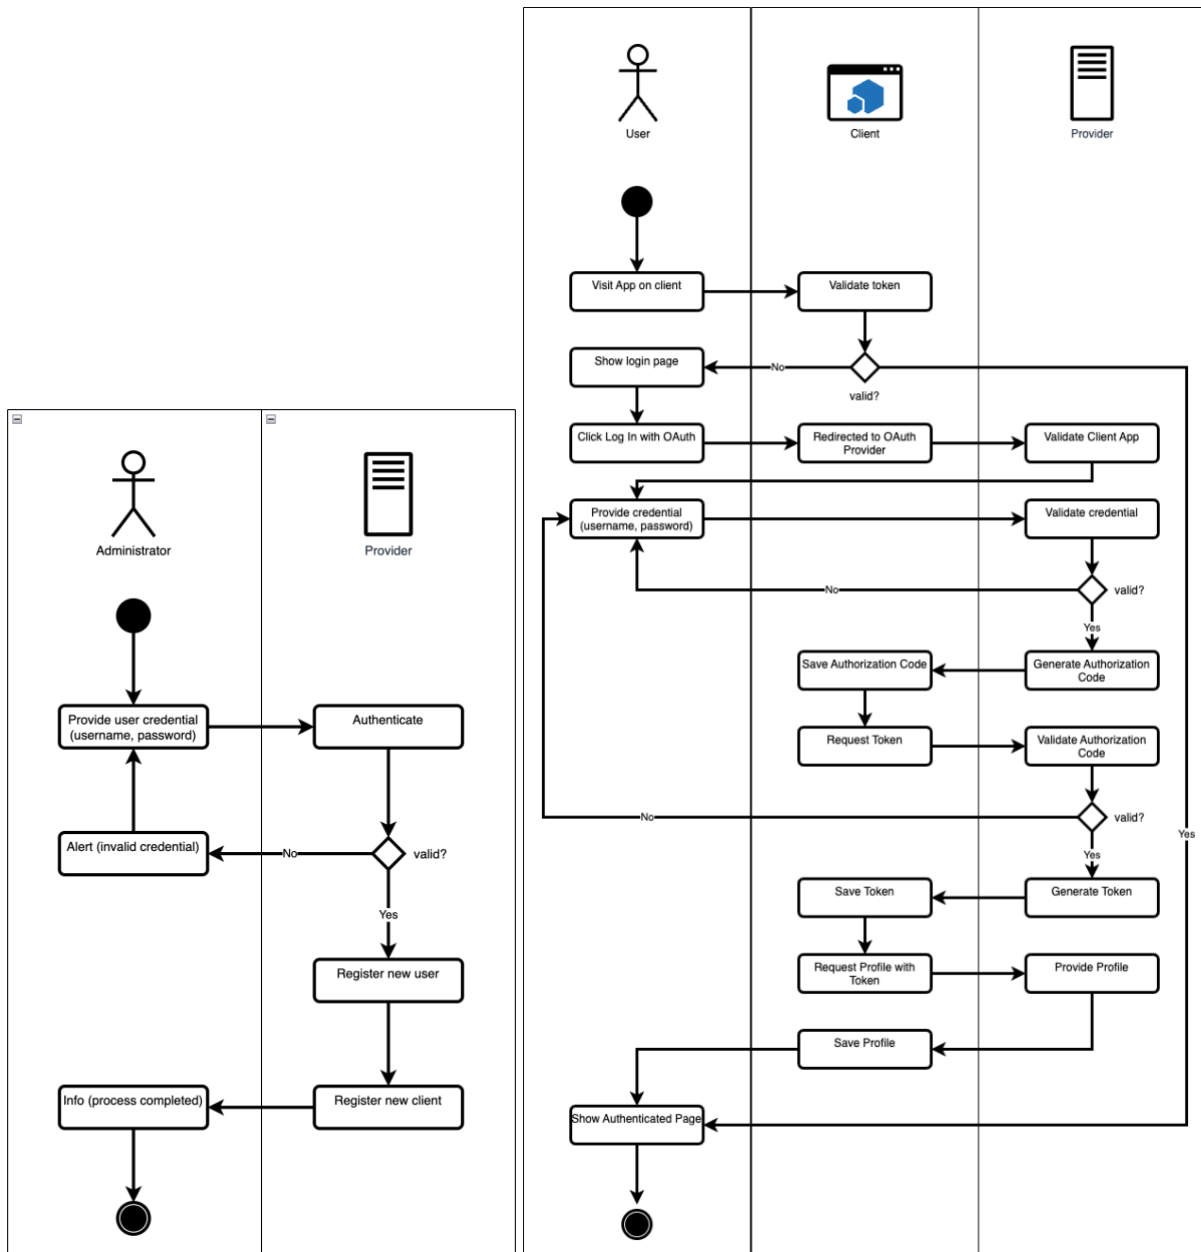 Administrator
Provider
Provide user credential
(username, password)
Authenticate
Alert (invalid credential)
No
valid?
Yes
Register new user
Info (process completed)
Register new client
User
Client
Provider
Visit App on client
Validate token
Show login page
No
valid?
Click Log In with OAuth
Redirected to OAuth
Provider
Validate Client App
Provide credential
(username, password)
Validate credential
No
valid?
Yes
Save Authorization Code
Generate Authorization
Code
Request Token
Validate Authorization
Code
No
valid?
Yes
Yes
Save Token
Generate Token
Request Profile with
Token
Provide Profile
Save Profile
Show Authenticated Page